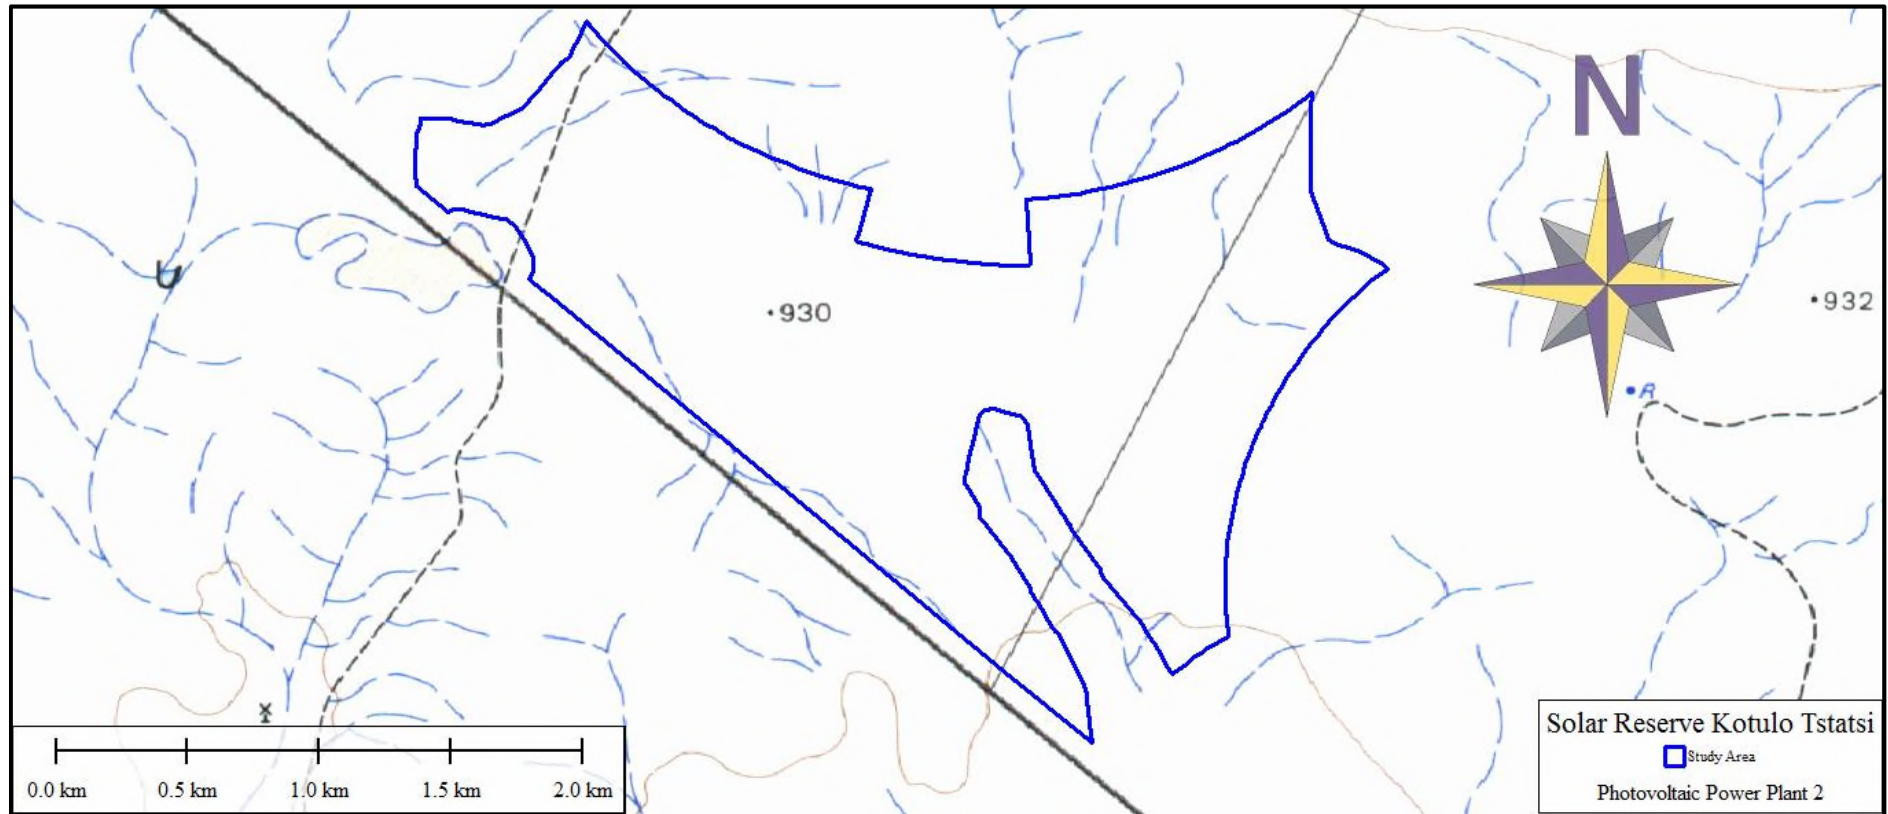 N
930
932
R
0.0 km 0.5 km 1.0 km 1.5 km 2.0 km
Solar Reserve Kotulo Tstatsi
Study Area
Photovoltaic Power Plant 2